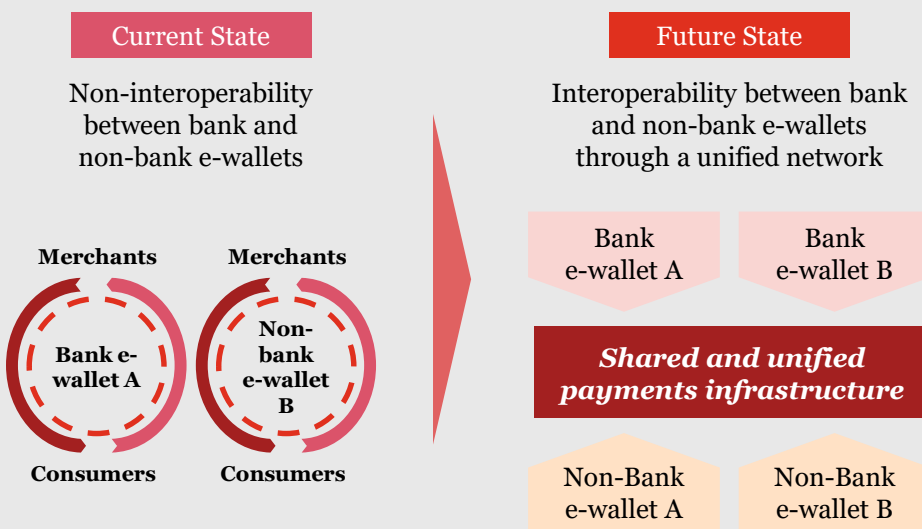 Current State
Non-interoperability
between bank and
non-bank e-wallets
Merchants
Bank e-
wallet A
Consumers
Merchants
Non-
bank
e-wallet
B
Consumers
Future State
Interoperability between bank
and non-bank e-wallets
through a unified network
Bank
e-wallet A
Bank
e-wallet B
Shared and unified
payments infrastructure
Non-Bank
e-wallet A
Non-Bank
e-wallet B